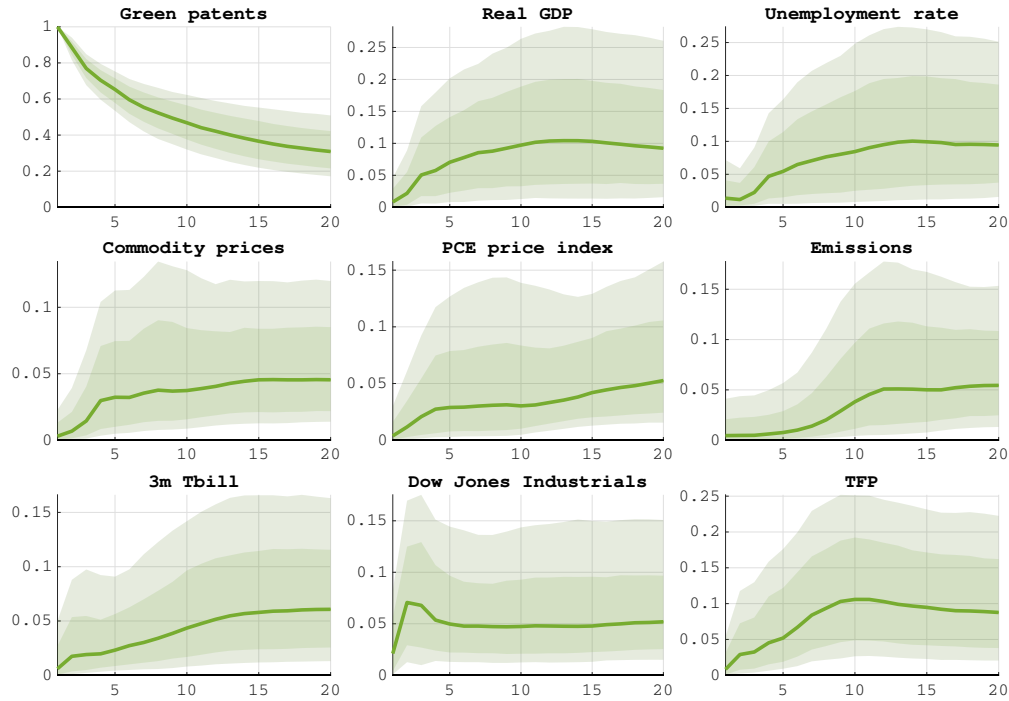 Green patents Real GDP Unemployment rate
1 0.25 0.25
0.8 0.2 0.2
0.6 0.15 0.15
0.4 0.1 0.1
0.2 0.05 0.05
0 0 0
5 10 15 20 5 10 15 20 5 10 15 20
Commodity prices PCE price index Emissions
0.1 0.15 0.15
0.05 0.1 0.1
0 0.05 0.05
0 0
5 10 15 20 5 10 15 20 5 10 15 20
3m Tbill Dow Jones Industrials TFP
0.15 0.15 0.25
0.1 0.1 0.2
0.05 0.05 0.15
0 0 0.1
0.05
0
5 10 15 20 5 10 15 20 5 10 15 20